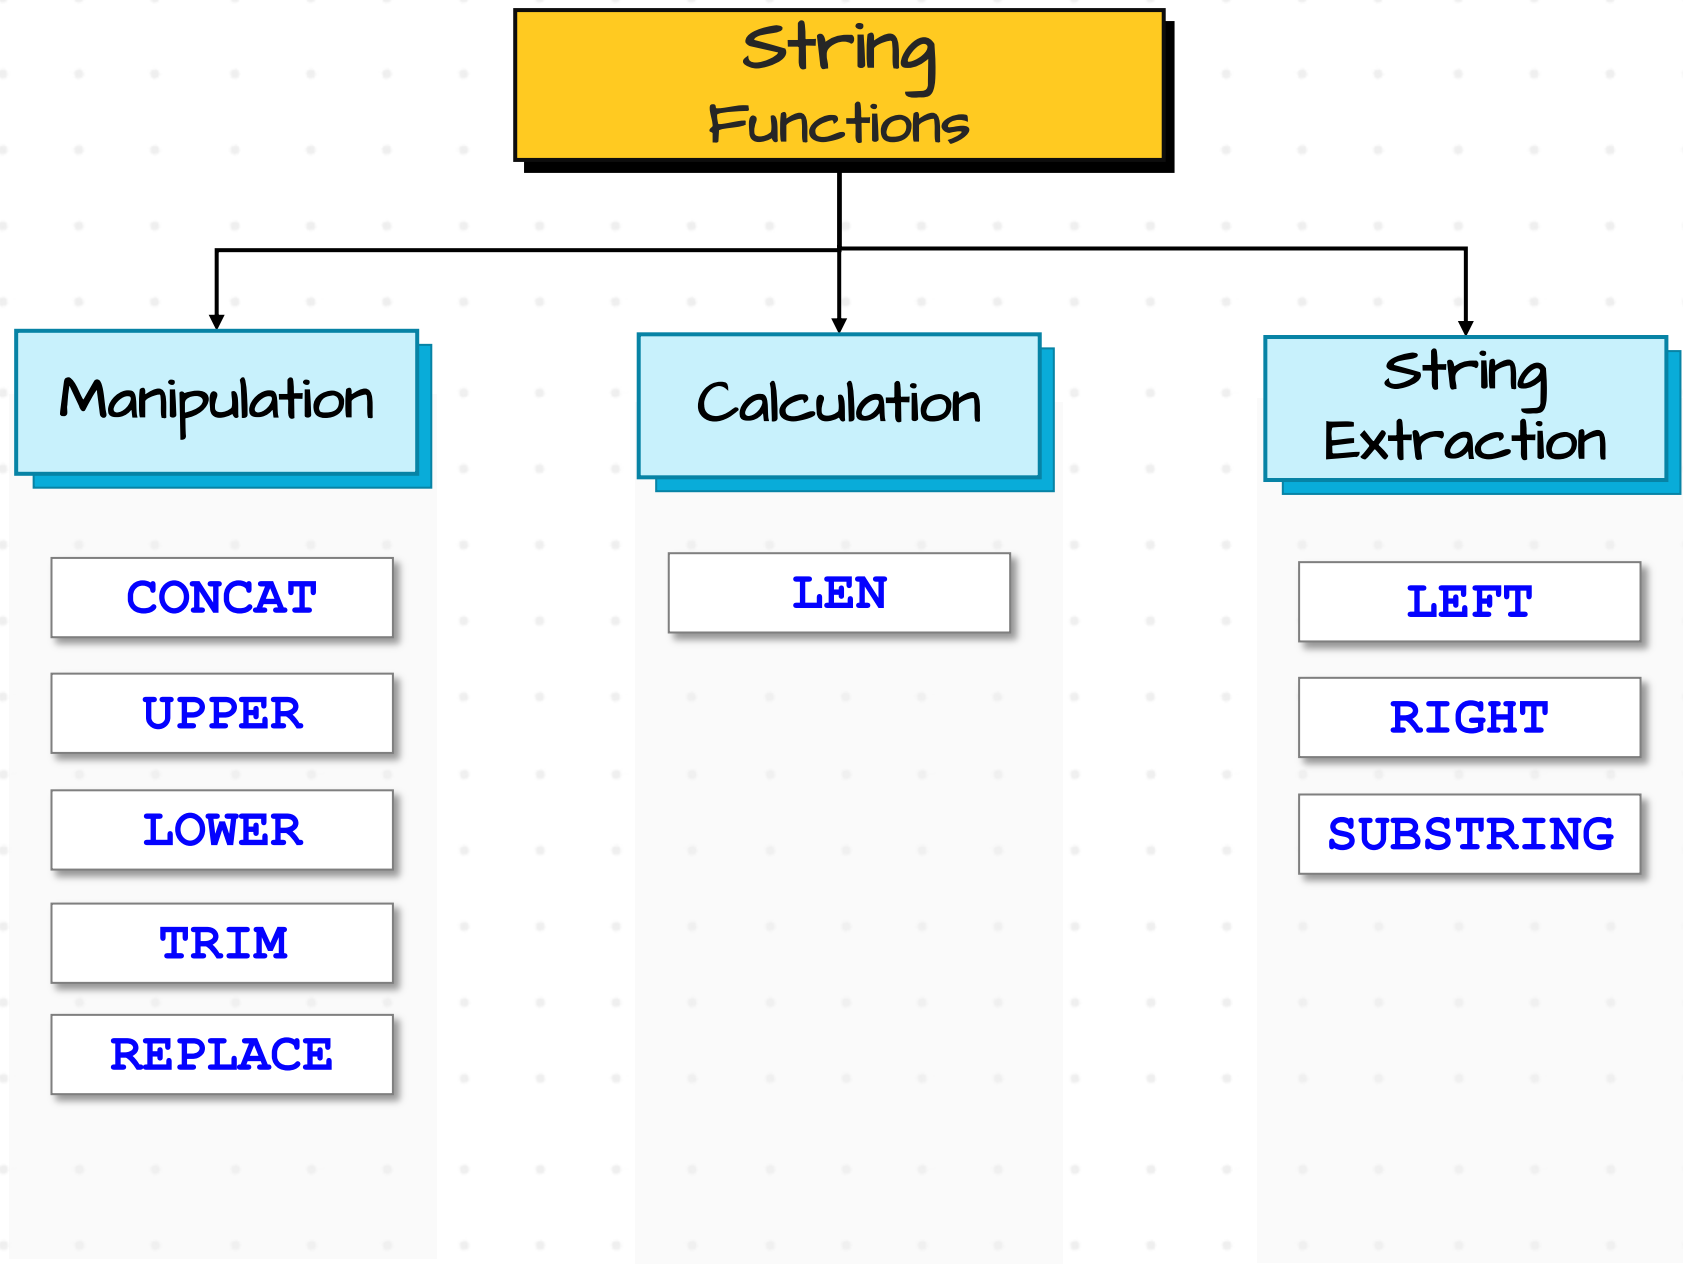 String
Functions
Manipulation
CONCAT
UPPER
LOWER
TRIM
REPLACE
Calculation
LEN
String
Extraction
LEFT
RIGHT
SUBSTRING